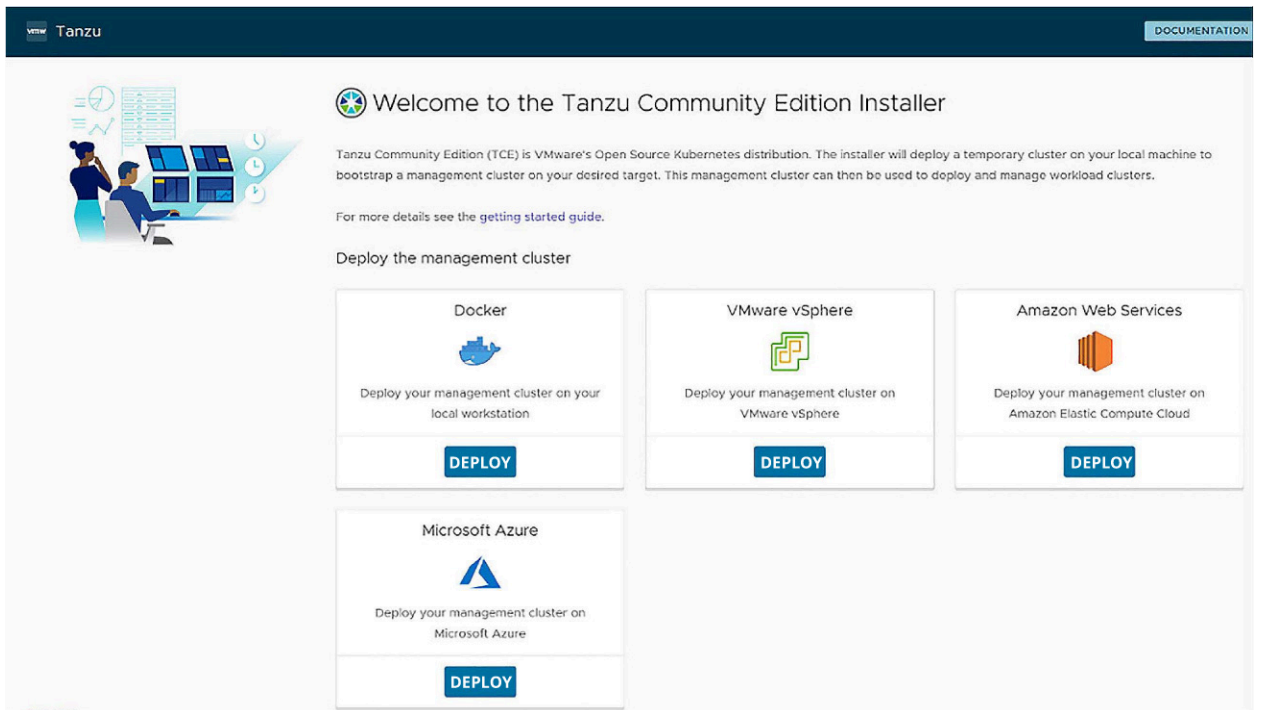 vmw Tanzu
DOCUMENTATION
Welcome to the Tanzu Community Edition Installer
Tanzu Community Edition (TCE) is VMware's Open Source Kubernetes distribution. The installer will deploy a temporary cluster on your local machine to
bootstrap a management cluster on your desired target. This management cluster can then be used to deploy and manage workload clusters.
For more details see the getting started guide.
Deploy the management cluster
Docker
Deploy your management cluster on your
local workstation
DEPLOY
VMware vSphere
Deploy your management cluster on
VMware vSphere
DEPLOY
Amazon Web Services
Deploy your management cluster on
Amazon Elastic Compute Cloud
DEPLOY
Microsoft Azure
Deploy your management cluster on
Microsoft Azure
DEPLOY